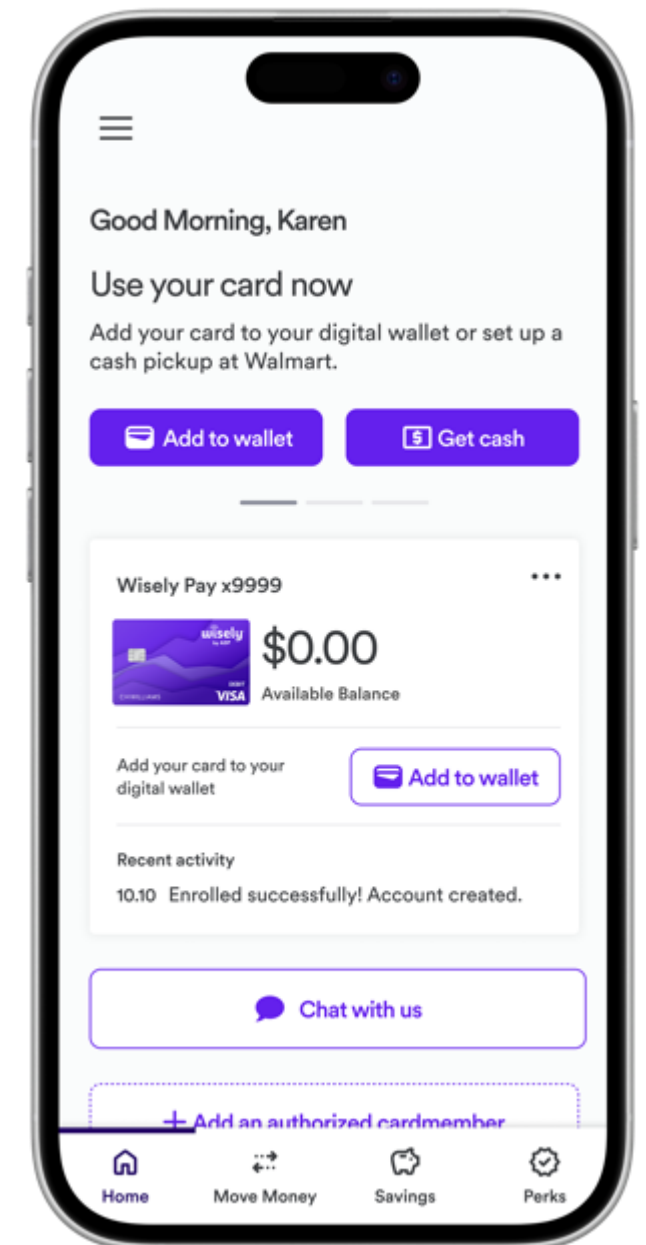 Good Morning, Karen
Use your card now
Add your card to your digital wallet or set up a
cash pickup at Walmart.
Add to wallet
Get cash
Wisely Pay x9999
wisely
by ADP
DEBIT
VISA
$0.00
Available Balance
Add your card to your
digital wallet
Add to wallet
Recent activity
10.10 Enrolled successfully! Account created.
Chat with us
+ Add an authorized cardmember
Home
Move Money
Savings
Perks